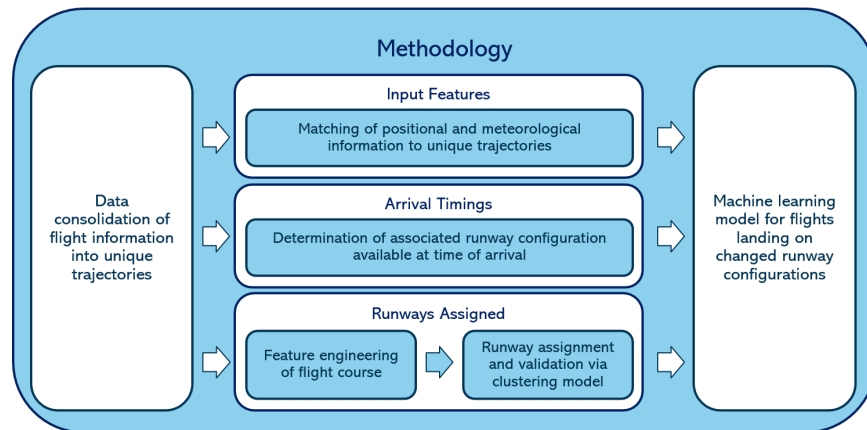 Methodology
Data
consolidation of
flight information
into unique
trajectories
Input Features
Matching of positional and meteorological
information to unique trajectories
Arrival Timings
Determination of associated runway configuration
available at time of arrival
Runways Assigned
Feature engineering
of flight course
Runway assignment
and validation via
clustering model
Machine learning
model for flights
landing on
changed runway
configurations